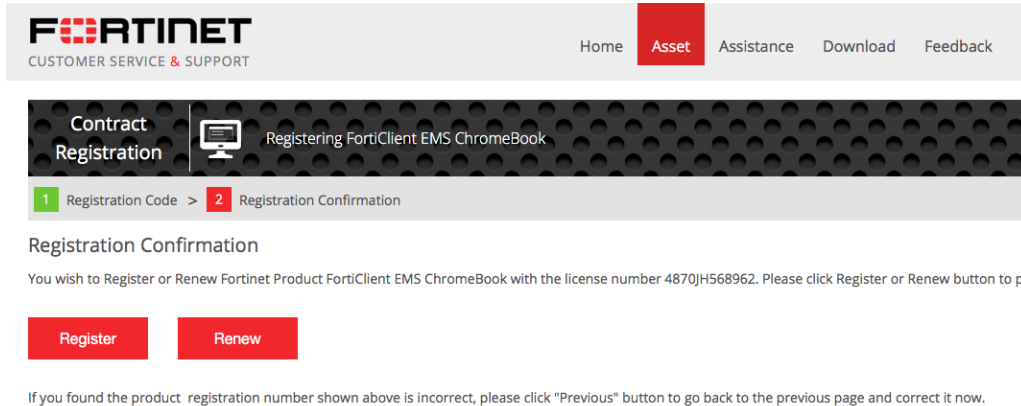 FORTINET
CUSTOMER SERVICE & SUPPORT
Home Asset Assistance Download Feedback
Contract
Registration
Registering FortiClient EMS ChromeBook
1 Registration Code > 2 Registration Confirmation
Registration Confirmation
You wish to Register or Renew Fortinet Product FortiClient EMS ChromeBook with the license number 4870JH568962. Please click Register or Renew button to p
Register Renew
If you found the product registration number shown above is incorrect, please click "Previous" button to go back to the previous page and correct it now.